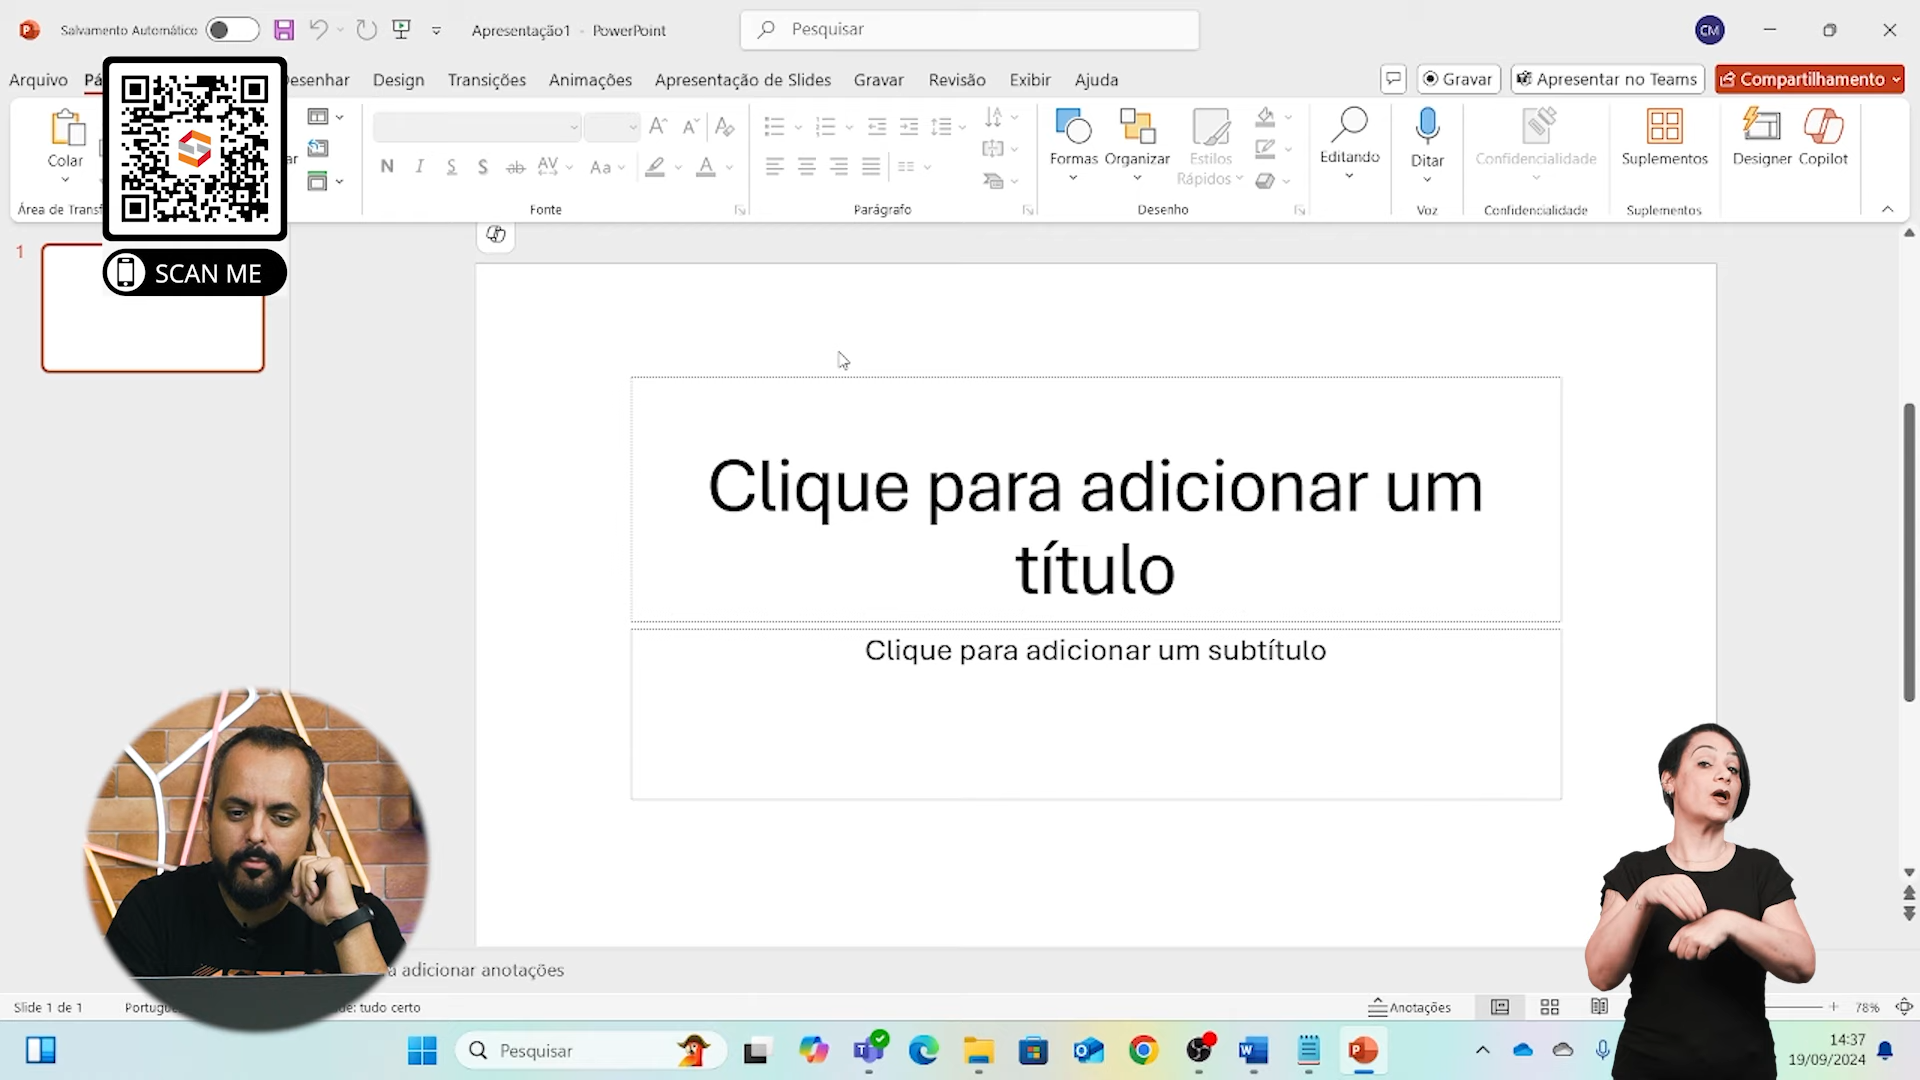 Salvamento Automático
Apresentação1 - PowerPoint
Pesquisar
CM
Arquivo
Desenhar
Design
Transições
Animações
Apresentação de Slides
Gravar
Revisão
Exibir
Ajuda
Gravar
Apresentar no Teams
Compartilhamento
Colar
Área de Transf
Fonte
Parágrafo
Formas
Organizar
Estilos
Rápidos
Desenho
Editando
Ditar
Voz
Confidencialidade
Confidencialidade
Suplementos
Suplementos
Designer
Copilot
SCAN ME
1
Clique para adicionar um
título
Clique para adicionar um subtítulo
adicionar anotações
Slide 1 de 1
Portugu
de: tudo certo
Anotações
78%
Pesquisar
14:37
19/09/2024